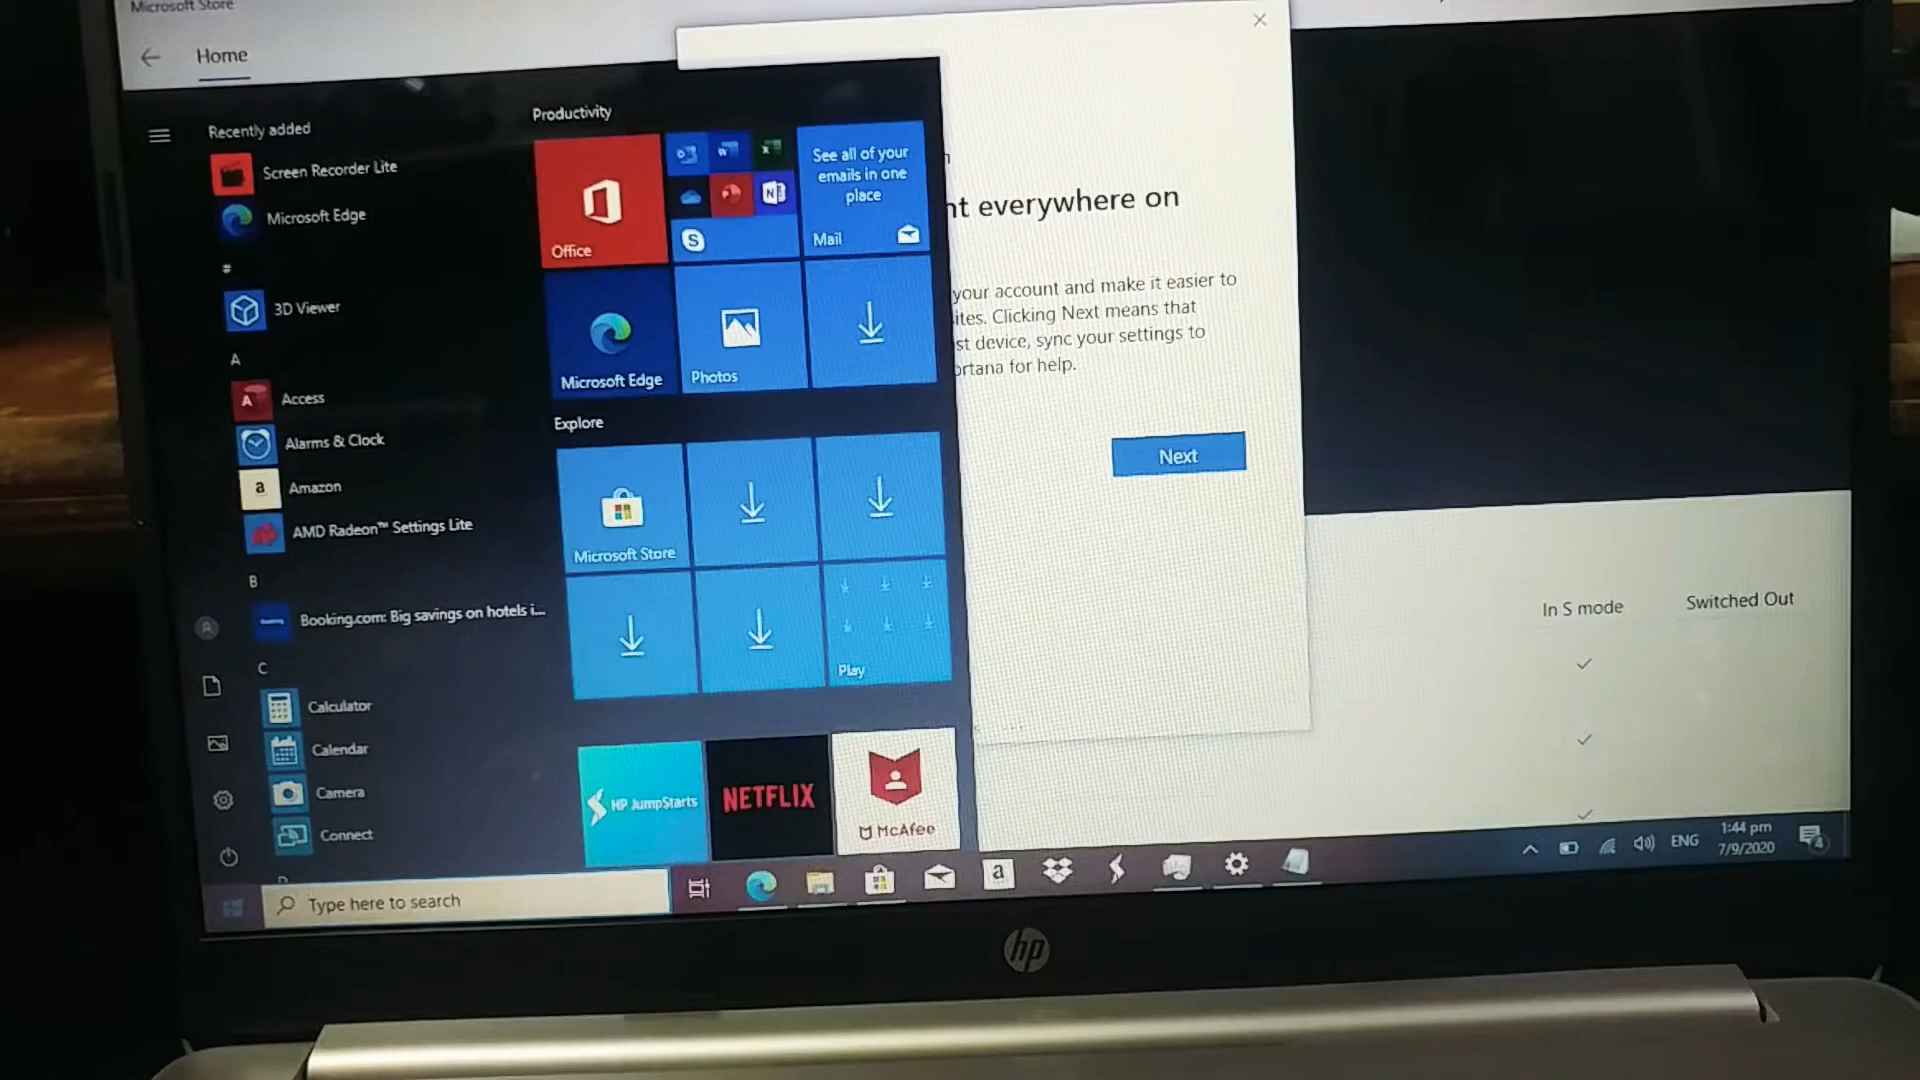 Microsoft Store
Home
Recently added
Screen Recorder Lite
Microsoft Edge
#
3D Viewer
A
Access
Alarms & Clock
Amazon
AMD Radeon™ Settings Lite
B
Booking.com: Big savings on hotels i...
C
Calculator
Calendar
Camera
Connect
Productivity
Office
See all of your
emails in one
place
Mail
Microsoft Edge
Photos
Explore
Microsoft Store
Play
HP JumpStarts
NETFLIX
McAfee
everywhere on
your account and make it easier to
Clicking Next means that
device, sync your settings to
for help.
Next
In S mode
Switched Out
Type here to search
ENG
1:44 pm
7/9/2020
4
hp